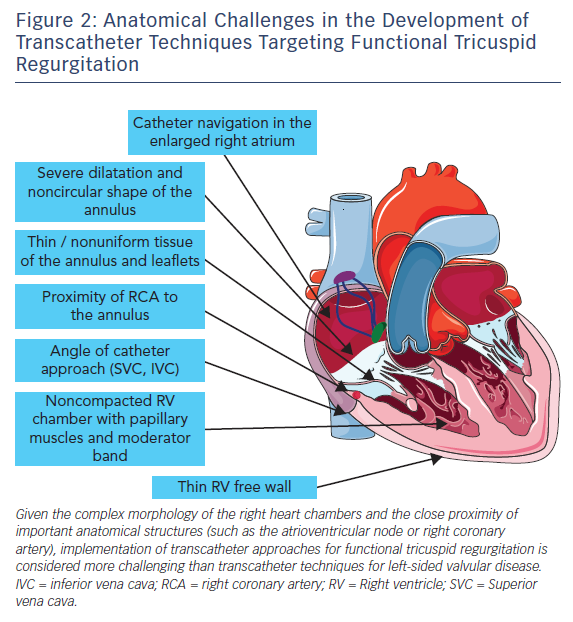 Figure 2: Anatomical Challenges in the Development of
Transcatheter Techniques Targeting Functional Tricuspid
Regurgitation
Catheter navigation in the
enlarged right atrium
Severe dilatation and
noncircular shape of the
annulus
Thin / nonuniform tissue
of the annulus and leaflets
Proximity of RCA to
the annulus
Angle of catheter
approach (SVC, IVC)
Noncompacted RV
chamber with papillary
muscles and moderator
band
Thin RV free wall
Given the complex morphology of the right heart chambers and the close proximity of
important anatomical structures (such as the atrioventricular node or right coronary
artery), implementation of transcatheter approaches for functional tricuspid regurgitation is
considered more challenging than transcatheter techniques for left-sided valvular disease.
IVC = inferior vena cava; RCA = right coronary artery; RV = Right ventricle; SVC = Superior
vena cava.